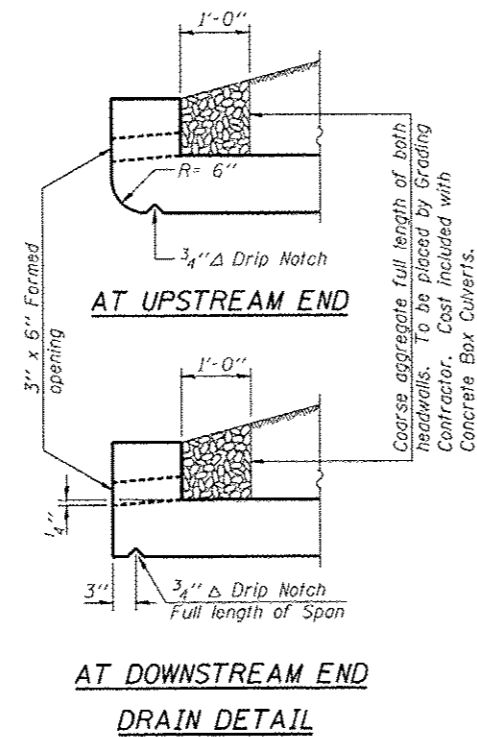 1'-0"
R= 6"
3/4" Δ Drip Notch
AT UPSTREAM END
3" x 6" Formed
opening
Coarse aggregate full length of both
headwalls. To be placed by Grading
Contractor. Cost included with
Concrete Box Culverts.
1'-0"
1/4"
3"
3/4" Δ Drip Notch
Full length of Span
AT DOWNSTREAM END
DRAIN DETAIL